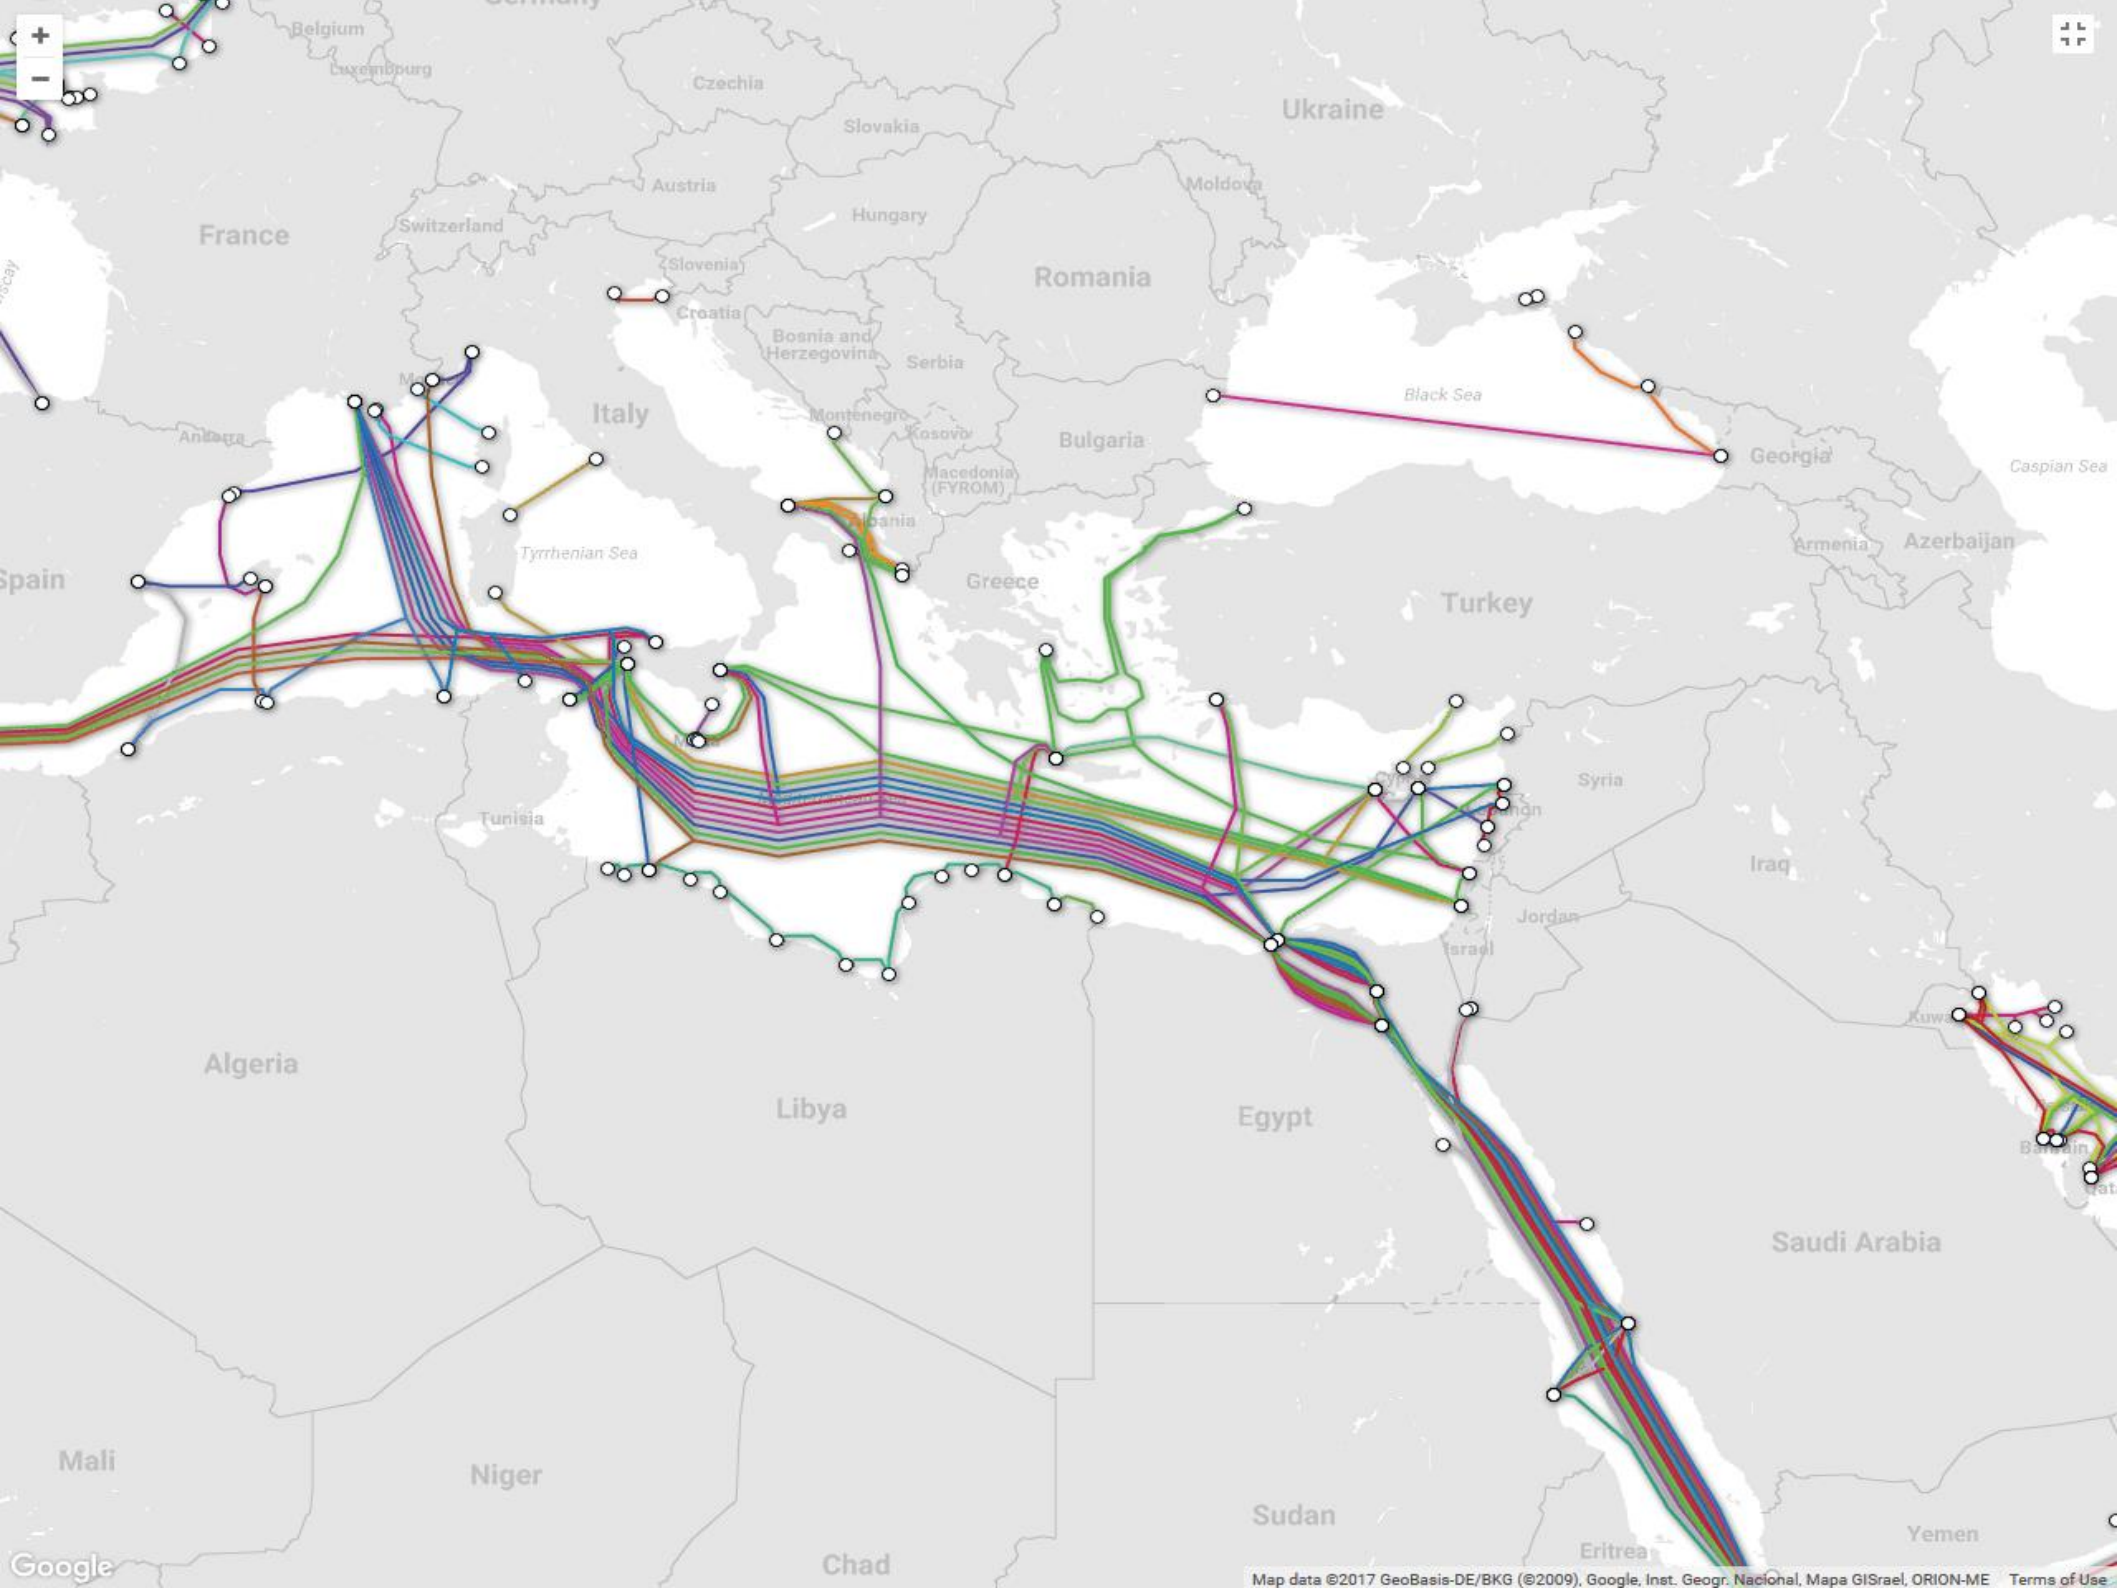 Germany
+
Belgium
−
Luxembourg
Czechia
Ukraine
Slovakia
Austria
Moldova
Hungary
Switzerland
France
Slovenia
Romania
Croatia
Bosnia and
Herzegovina
Serbia
Black Sea
Italy
Montenegro
Kosovo
Andorra
Bulgaria
Georgia
Caspian Sea
Macedonia
(FYROM)
Albania
Armenia
Azerbaijan
Tyrrhenian Sea
Spain
Greece
Turkey
Syria
Tunisia
Iraq
Jordan
Israel
Algeria
Libya
Egypt
Saudi Arabia
Mali
Niger
Sudan
Yemen
Eritrea
Chad
Google
Map data ©2017 GeoBasis-DE/BKG (©2009), Google, Inst. Geogr. Nacional, Mapa GISrael, ORION-ME Terms of Use